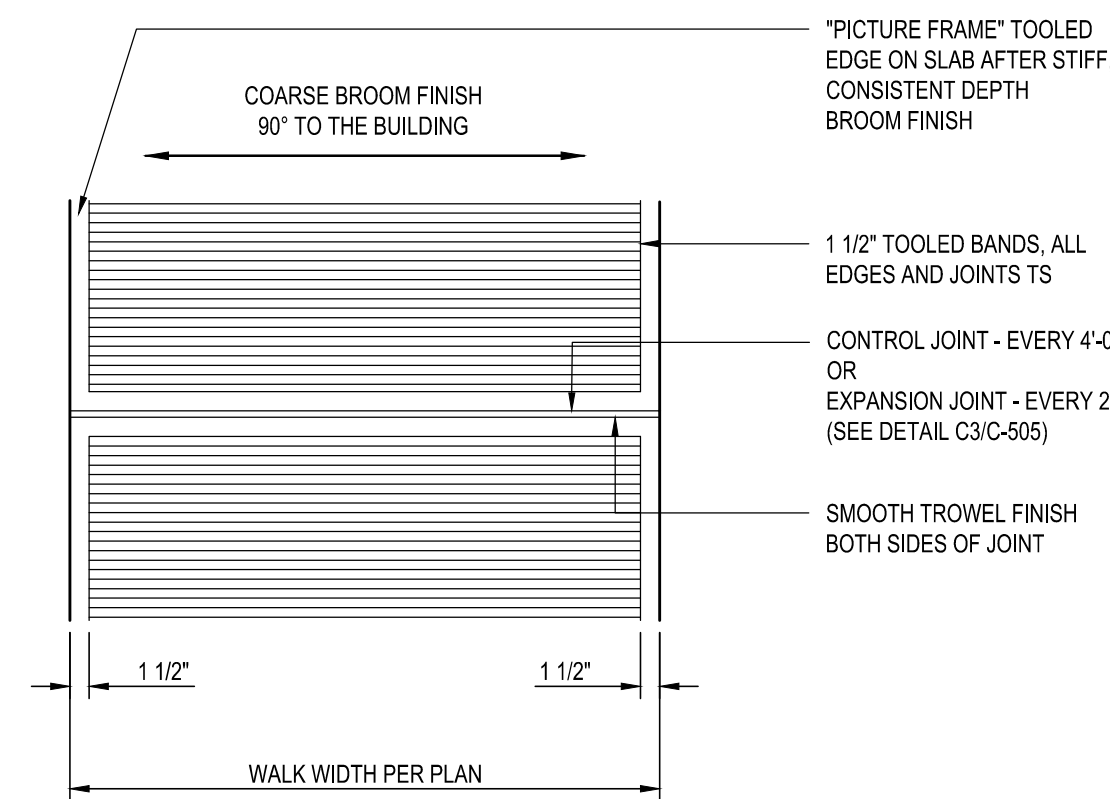 "PICTURE FRAME" TOOLED
EDGE ON SLAB AFTER STIFF
CONSISTENT DEPTH
BROOM FINISH
COARSE BROOM FINISH
90° TO THE BUILDING
1 1/2" TOOLED BANDS, ALL
EDGES AND JOINTS TS
CONTROL JOINT - EVERY
OR
EXPANSION JOINT - EVERY
(SEE DETAIL C3/C-505)
SMOOTH TROWEL FINISH
BOTH SIDES OF JOINT
1 1/2"
1 1/2"
WALK WIDTH PER PLAN